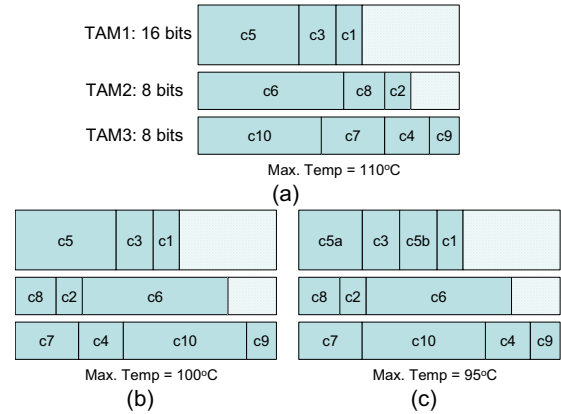 TAM1: 16 bits c5 c3 c1
TAM2: 8 bits c6 c8 c2
TAM3: 8 bits c10 c7 c4 c9
Max. Temp = 110°C
(a)
c5 c3 c1
c8 c2 c6
c7 c4 c10 c9
Max. Temp = 100°C
(b)
c5a c3 c5b c1
c8 c2 c6
c7 c10 c4 c9
Max. Temp = 95°C
(c)